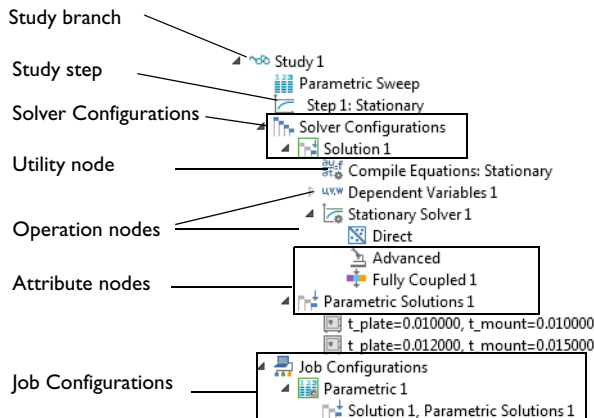 Study branch
Study 1
Parametric Sweep
Study step
Step 1: Stationary
Solver Configurations
Solver Configurations
Solution 1
Utility node
Compile Equations: Stationary
Dependent Variables 1
Operation nodes
Stationary Solver 1
Direct
Advanced
Attribute nodes
Fully Coupled 1
Parametric Solutions 1
t_plate=0.010000, t_mount=0.010000
t_plate=0.012000, t_mount=0.015000
Job Configurations
Job Configurations
Parametric 1
Solution 1, Parametric Solutions 1